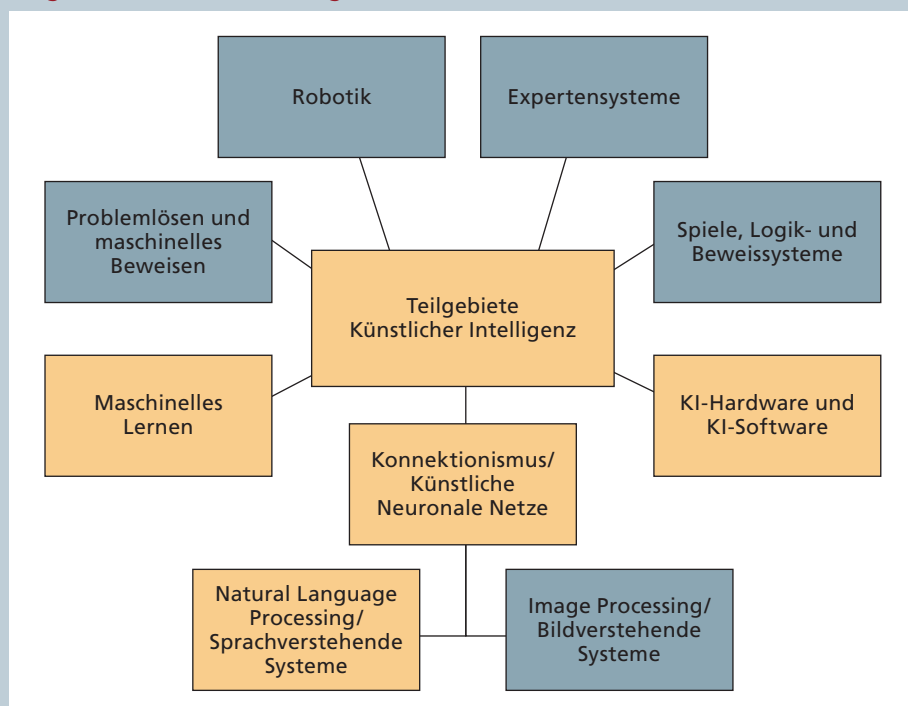 Robotik
Expertensysteme
Problemlösen und
maschinelles
Beweisen
Spiele, Logik- und
Beweissysteme
Teilgebiete
Künstlicher Intelligenz
Maschinelles
Lernen
KI-Hardware und
KI-Software
Konnektionismus/
Künstliche
Neuronale Netze
Natural Language
Processing/
Sprachverstehende
Systeme
Image Processing/
Bildverstehende
Systeme